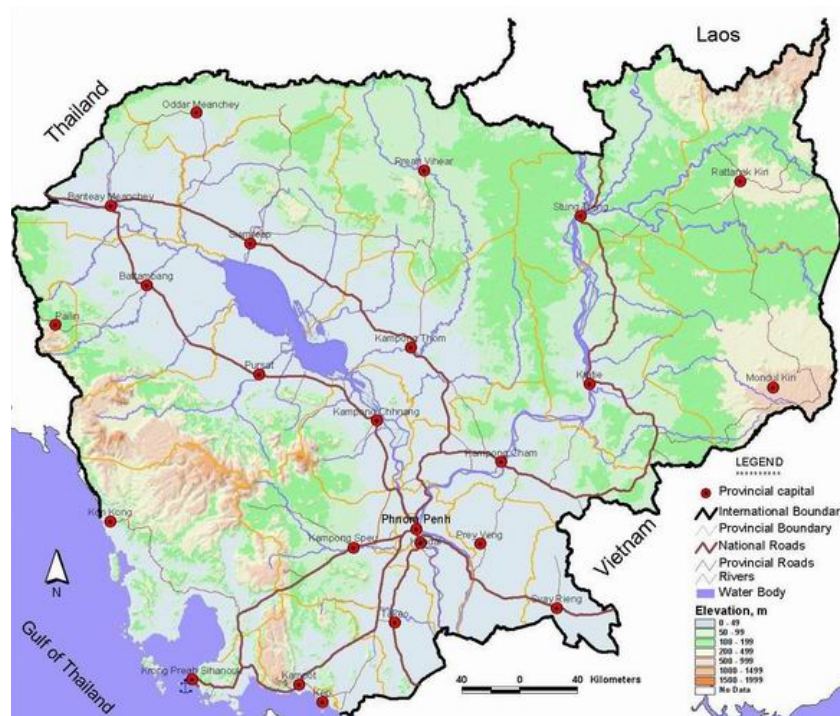 Laos
Thailand
Oddar Meanchey
Preah Vihear
Rattanak Kiri
Banteay Meanchey
Stung Treng
Siemreap
Battambang
Pailin
Kampong Thom
Pursat
Kratie
Mondul Kiri
Kampong Chhnang
Kampong Cham
LEGEND
Provincial capital
International Boundar
Provincial Boundary
National Roads
Provincial Roads
Rivers
Water Body
Elevation, m
0 - 49
50 - 99
100 - 199
200 - 499
500 - 999
1000 - 1499
1500 - 1999
No Data
Koh Kong
Phnom Penh
Kampong Speu
Kandal
Prey Veng
Vietnam
N
Svay Rieng
Takao
Gulf of Thailand
Krong Preah Sihanouk
Kampot
Kep
40 0 40 Kilometers